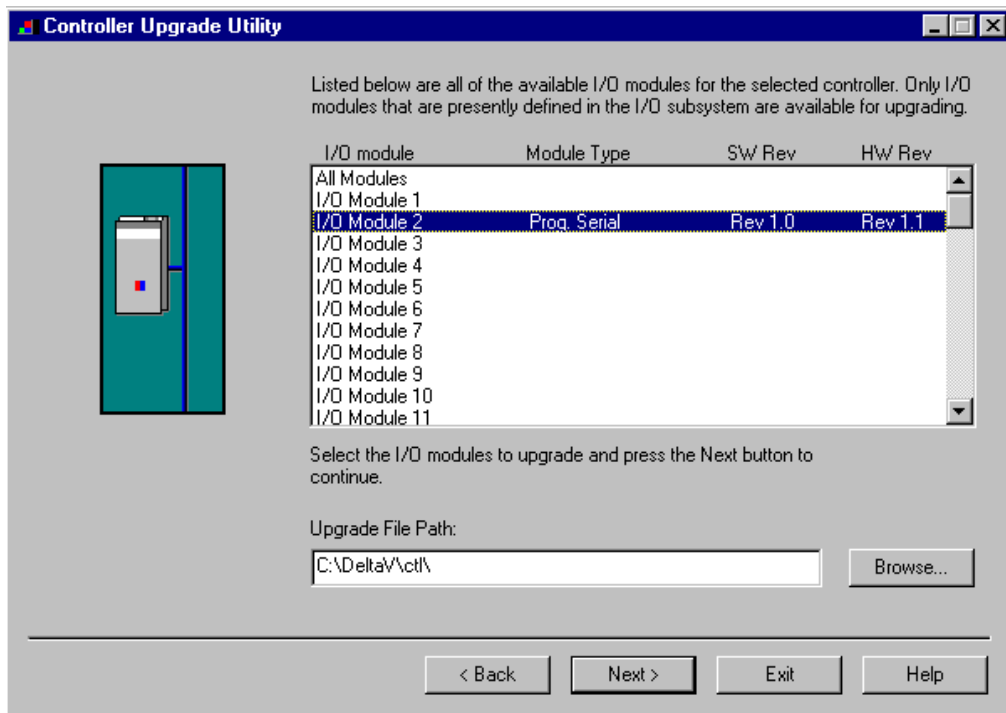 Controller Upgrade Utility
Listed below are all of the available I/O modules for the selected controller. Only I/O
modules that are presently defined in the I/O subsystem are available for upgrading.
I/O module Module Type SW Rev HW Rev
All Modules
I/O Module 1
I/O Module 2 Prog. Serial Rev 1.0 Rev 1.1
I/O Module 3
I/O Module 4
I/O Module 5
I/O Module 6
I/O Module 7
I/O Module 8
I/O Module 9
I/O Module 10
I/O Module 11
Select the I/O modules to upgrade and press the Next button to
continue.
Upgrade File Path:
C:\DeltaV\ctl\
Browse...
< Back Next > Exit Help